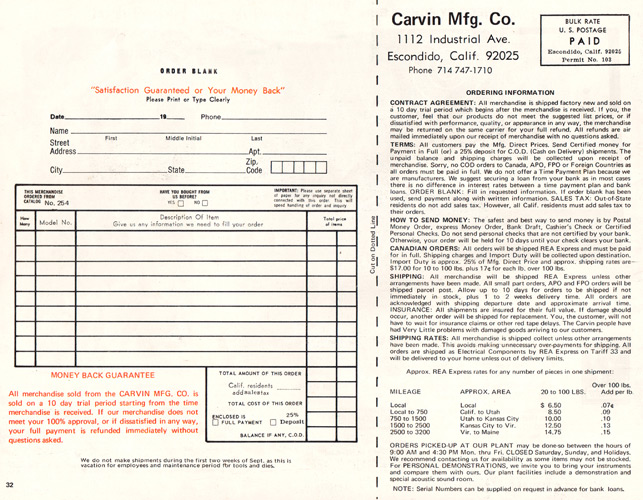 ORDER BLANK
"Satisfaction Guaranteed or Your Money Back"
Please Print or Type Clearly
Date 19 Phone
Name
First Middle Initial Last
Street
Address Apt.
Zip.
City State Code
THIS MERCHANDISE
ORDERED FROM
CATALOG No. 254
HAVE YOU BOUGHT FROM
US BEFORE?
YES NO
IMPORTANT: Please use separate sheet
of paper for any inquiry not directly
connected with this order. This will
speed handling of order and inquiry
How
Many
Model No.
Description Of Item
Give us any information we need to fill your order
Total price
of items
MONEY BACK GUARANTEE
All merchandise sold from the CARVIN MFG. CO. is
sold on a 10 day trial period starting from the time
merchandise is received. If our merchandise does not
meet your 100% approval, or if dissatisfied in any way,
your full payment is refunded immediately without
questions asked.
TOTAL AMOUNT OF THIS ORDER
Calif. residents
add sales tax
TOTAL COST OF THIS ORDER
ENCLOSED IS 25%
FULL PAYMENT Deposit
BALANCE IF ANY, C.O.D.
We do not make shipments during the first two weeks of Sept. as this is
vacation for employees and maintenance period for tools and dies.
32
Cut on Dotted Line
Carvin Mfg. Co.
1112 Industrial Ave.
Escondido, Calif. 92025
Phone 714 747-1710
BULK RATE
U. S. POSTAGE
PAID
Escondido, Calif. 92025
Permit No. 103
ORDERING INFORMATION
CONTRACT AGREEMENT: All merchandise is shipped factory new and sold on
a 10 day trial period which begins after the merchandise is received. If you, the
customer, feel that our products do not meet the suggested list prices, or if
dissatisfied with performance, quality, or appearance in any way, the merchandise
may be returned on the same carrier for your full refund. All refunds are air
mailed immediately upon our receipt of merchandise with no questions asked.
TERMS: All customers pay the Mfg. Direct Prices. Send Certified money for
Payment in Full (or) a 25% deposit for C.O.D. (Cash on Delivery) shipments. The
unpaid balance and shipping charges will be collected upon receipt of
merchandise. Sorry, no COD orders to Canada, APO, FPO or Foreign Countries as
all orders must be paid in full. We do not offer a Time Payment Plan because we
are manufacturers. We suggest securing a loan from your bank as in most cases
there is no difference in interest rates between a time payment plan and bank
loans. ORDER BLANK: Fill in requested information. If order blank has been
used, send payment along with written information. SALES TAX: Out-of-State
residents do not add sales tax. However, all Calif. residents must add sales tax to
their orders.
HOW TO SEND MONEY: The safest and best way to send money is by Postal
Money Order, express Money Order, Bank Draft, Cashier's Check or Certified
Personal Checks. Do not send personal checks that are not certified by your bank.
Otherwise, your order will be held for 10 days until your check clears your bank.
CANADIAN ORDERS: All orders will be shipped REA Express and must be paid
for in full. Shipping charges and Import Duty will be collected upon destination.
Import Duty is approx. 25% of Mfg. Direct Price and approx. shipping rates are
$17.00 for 10 to 100 lbs. plus 17¢ for each lb. over 100 lbs.
SHIPPING: All merchandise will be shipped REA Express unless other
arrangements have been made. All small part orders, APO and FPO orders will be
shipped parcel post. Allow up to 10 days for orders to be shipped if not
immediately in stock, plus 1 to 2 weeks delivery time. All orders are
acknowledged with shipping departure date and approximate arrival time.
INSURANCE: All shipments are insured for their full value. If damage should
occur, another order will be shipped for replacement. You, the customer, will not
have to wait for insurance claims or other red tape delays. The Carvin people have
had Very Little problems with damaged goods arriving to our customers.
SHIPPING RATES: All merchandise is shipped collect unless other arrangements
have been made. This avoids making unnecessary over-payments for shipping. All
orders are shipped as Electrical Components by REA Express on Tariff 33 and
will be delivered to your home unless out of delivery limits.
Approx. REA Express rates for any number of pieces in one shipment:
MILEAGE APPROX. AREA 20 to 100 LBS. Over 100 lbs. Add per lb.
Local Local $ 6.50 .07¢
Local to 750 Calif. to Utah 8.50 .09
750 to 1500 Utah to Kansas City 10.00 .10
1500 to 2500 Kansas City to Vir. 12.50 .13
2500 to 3200 Vir. to Maine 14.75 .15
ORDERS PICKED-UP AT OUR PLANT may be done so between the hours of
9:00 AM and 4:30 PM Mon. thru Fri. CLOSED Saturday, Sunday, and Holidays.
We recommend contacting us for availability as some items may not be stocked.
For PERSONAL DEMONSTRATIONS, we invite you to bring your instruments
and compare them with ours. Our plant facilities include a demonstration and
special acoustic room.
NOTE: Serial Numbers can be supplied on request in advance for bank loans.